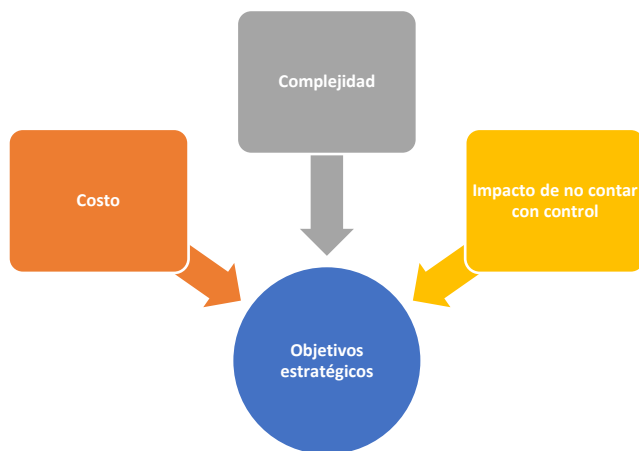 Complejidad
Costo
Impacto de no contar
con control
Objetivos
estratégicos